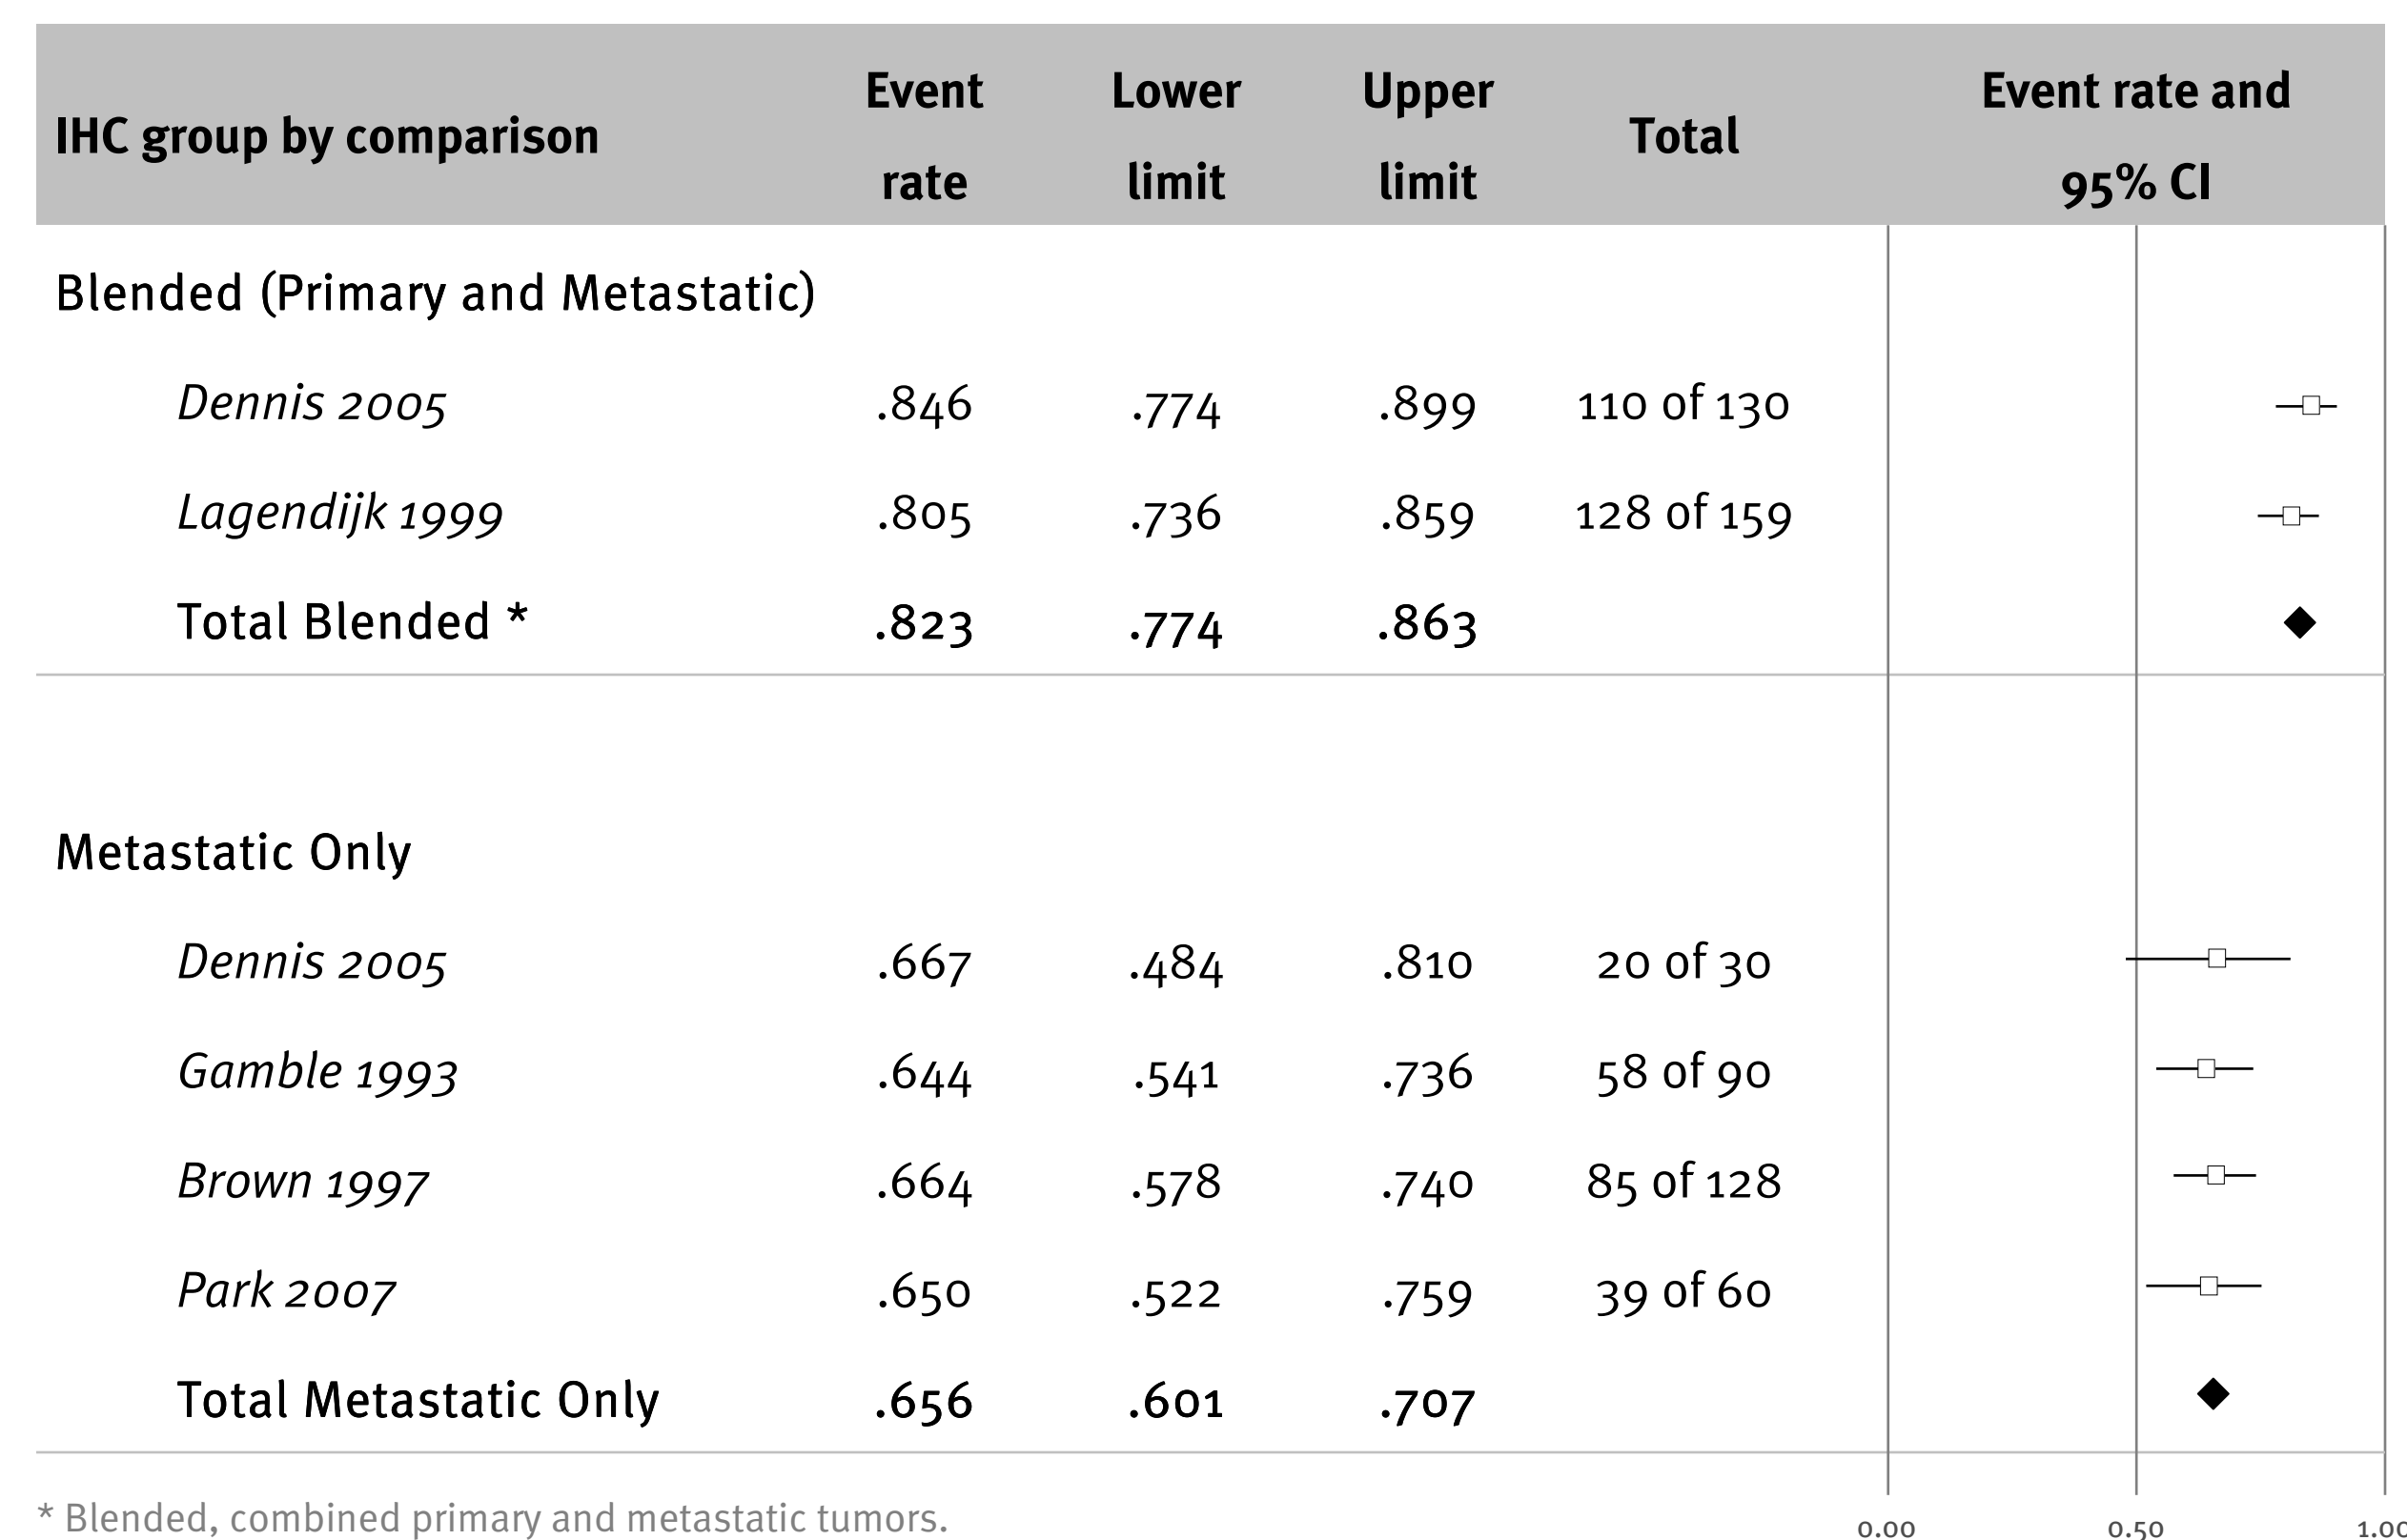 IHC group by comparison Event rate Lower limit Upper limit Total Event rate and 95% CI
Blended (Primary and Metastatic)
Dennis 2005 .846 .774 .899 110 of 130
Lagendijk 1999 .805 .736 .859 128 of 159
Total Blended * .823 .774 .863
Metastatic Only
Dennis 2005 .667 .484 .810 20 of 30
Gamble 1993 .644 .541 .736 58 of 90
Brown 1997 .664 .578 .740 85 of 128
Park 2007 .650 .522 .759 39 of 60
Total Metastatic Only .656 .601 .707
* Blended, combined primary and metastatic tumors.
0.00 0.50 1.00